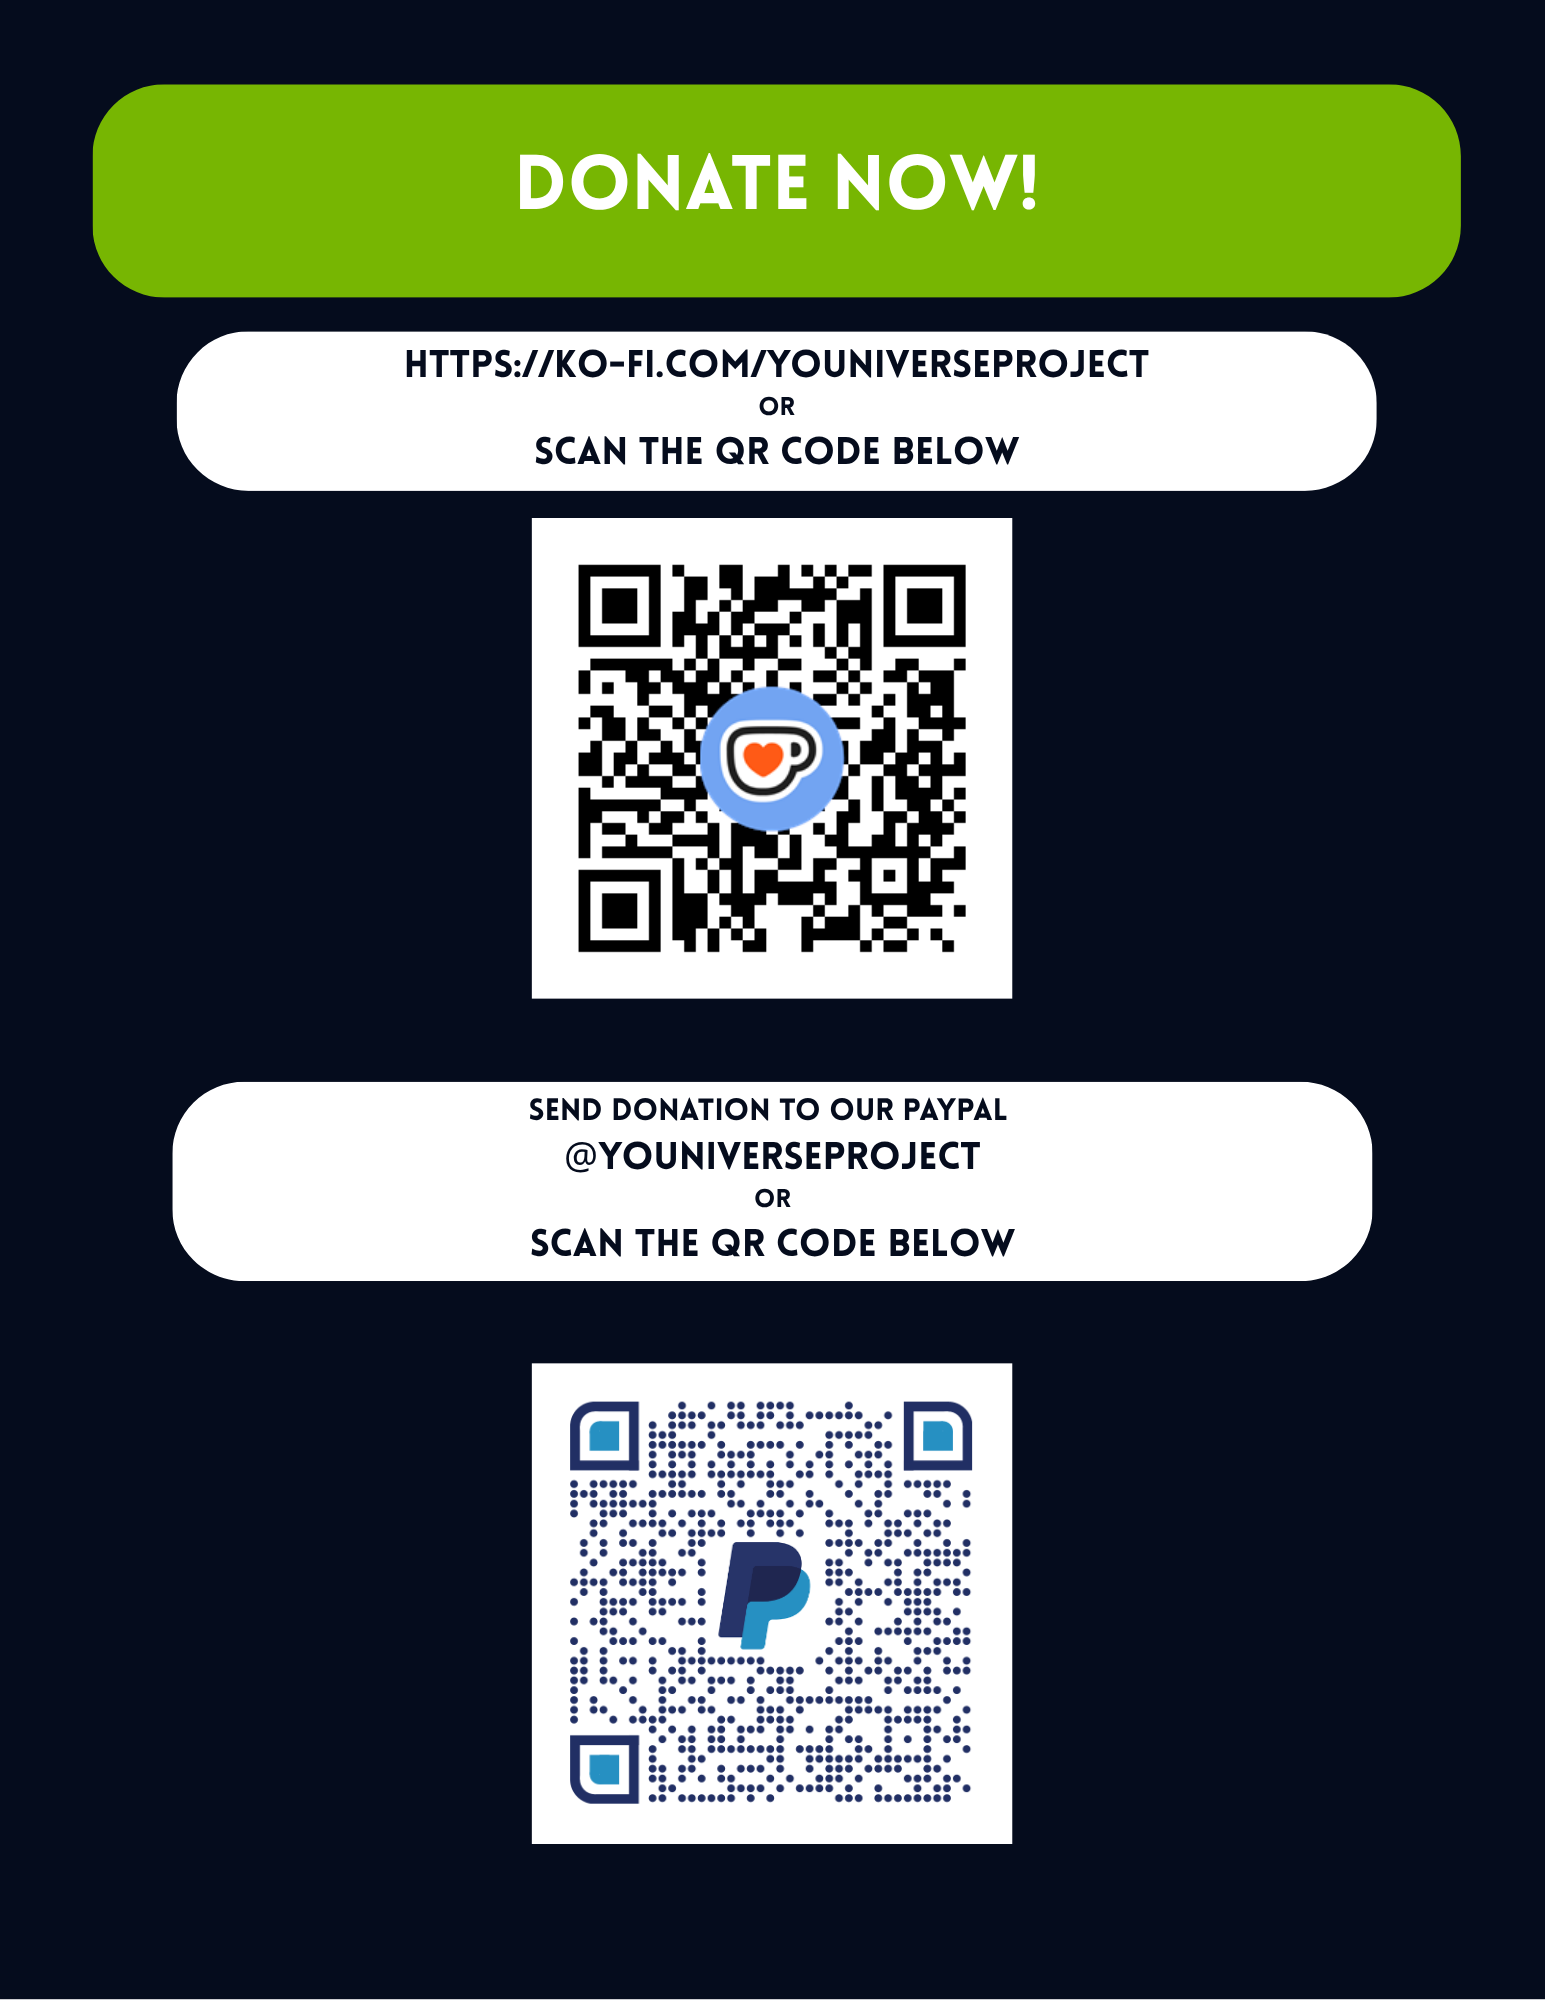 DONATE NOW!
HTTPS://KO-FI.COM/YOUNIVERSEPROJECT
OR
SCAN THE QR CODE BELOW
SEND DONATION TO OUR PAYPAL
@YOUNIVERSEPROJECT
OR
SCAN THE QR CODE BELOW